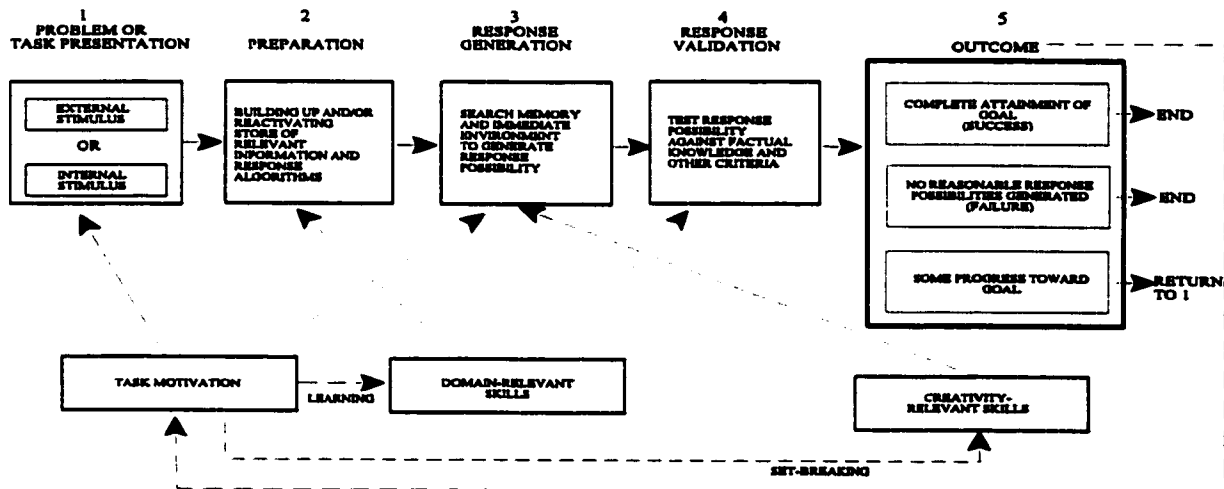 1
PROBLEM OR
TASK PRESENTATION
EXTERNAL
STIMULUS
OR
INTERNAL
STIMULUS
2
PREPARATION
BUILDING UP AND/OR
REACTIVATING
STORE OF
RELEVANT
INFORMATION AND
RESPONSE
ALGORITHMS
3
RESPONSE
GENERATION
SEARCH MEMORY
AND IMMEDIATE
ENVIRONMENT
TO GENERATE
RESPONSE
POSSIBILITY
4
RESPONSE
VALIDATION
TEST RESPONSE
POSSIBILITY
AGAINST FACTUAL
KNOWLEDGE AND
OTHER CRITERIA
5
OUTCOME
COMPLETE ATTAINMENT OF
GOAL
(SUCCESS)
END
NO REASONABLE RESPONSE
POSSIBILITIES GENERATED
(FAILURE)
END
SOME PROGRESS TOWARD
GOAL
RETURN
TO 1
TASK MOTIVATION
LEARNING
DOMAIN-RELEVANT
SKILLS
CREATIVITY-
RELEVANT SKILLS
SET-BREAKING